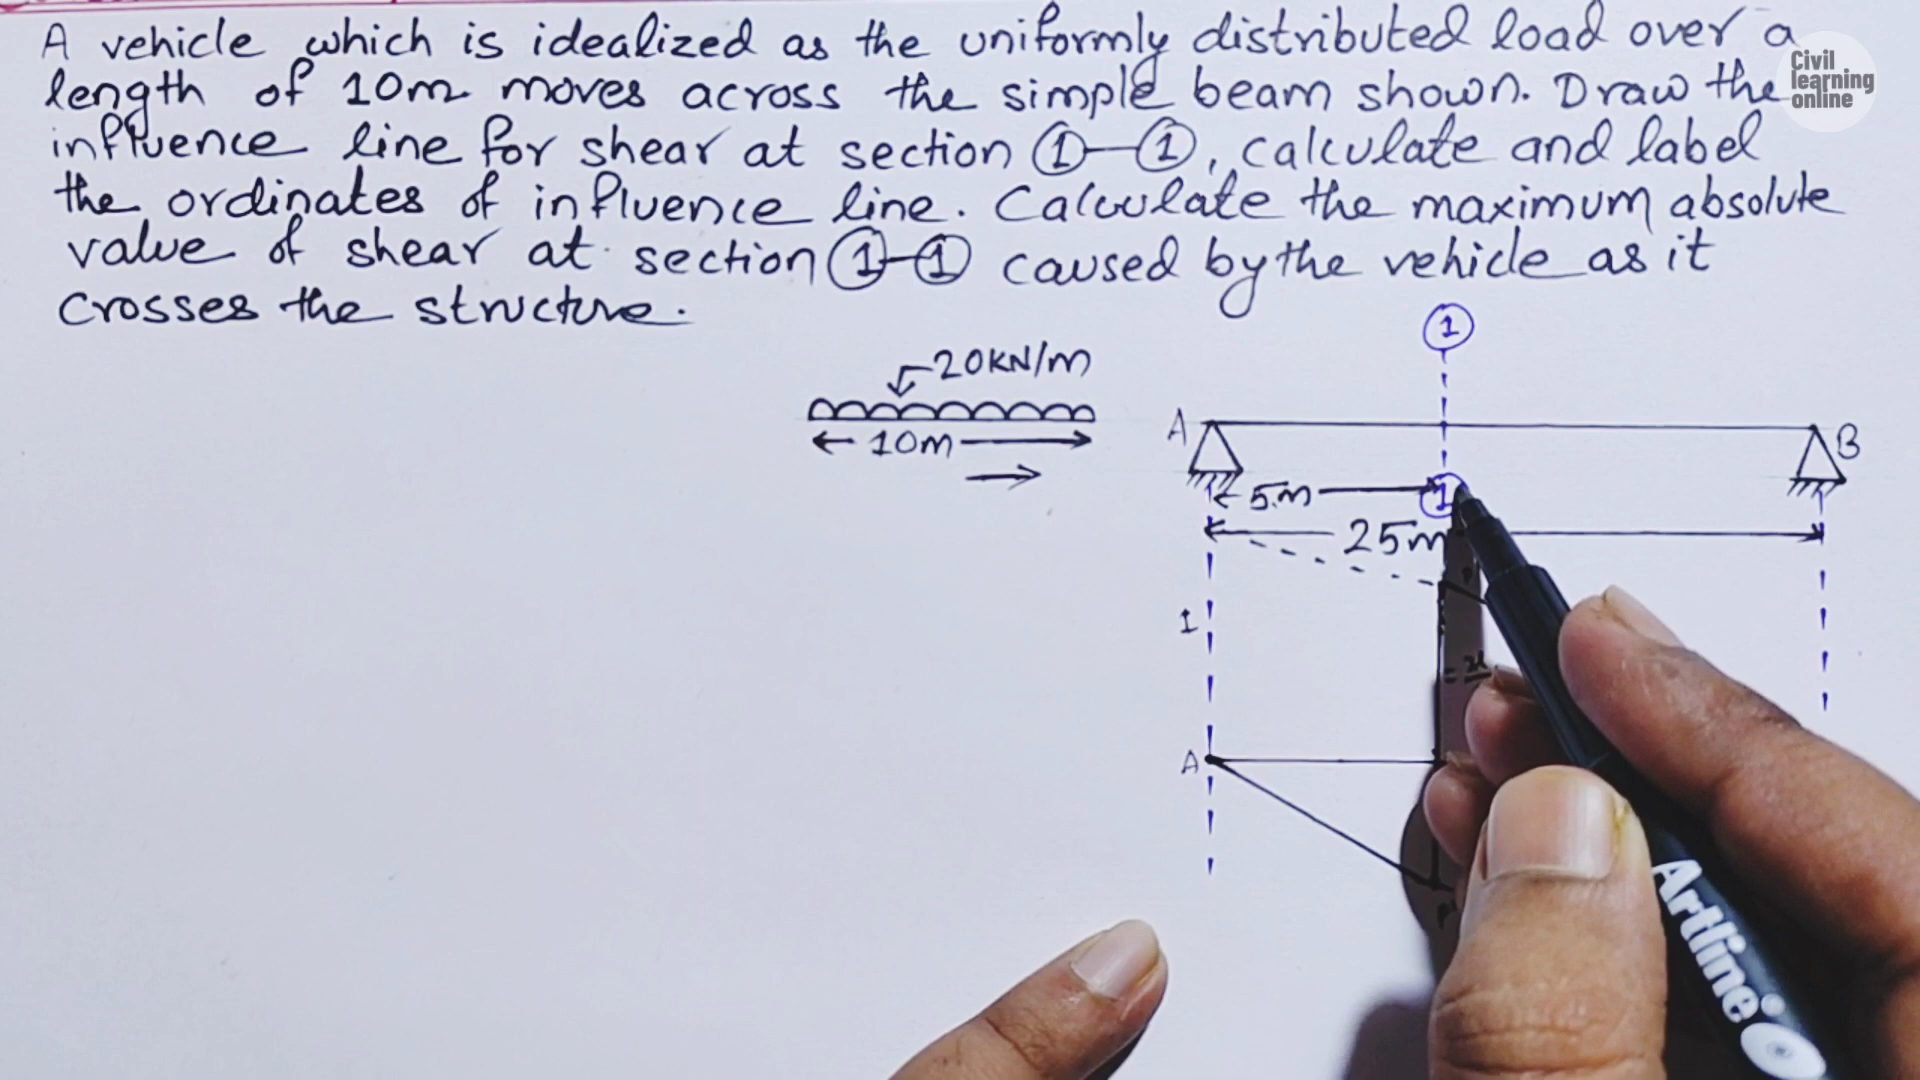 A vehicle which is idealized as the uniformly distributed load over a
length of 10m moves across the simple beam shown. Draw the
influence line for shear at section ①—①, calculate and label
the ordinates of influence line. Calculate the maximum absolute
value of shear at section ①-① caused by the vehicle as it
crosses the structure.
Civil
learning
online
①
20KN/m
10m
A
B
5m
①
25m
1
A
Artline